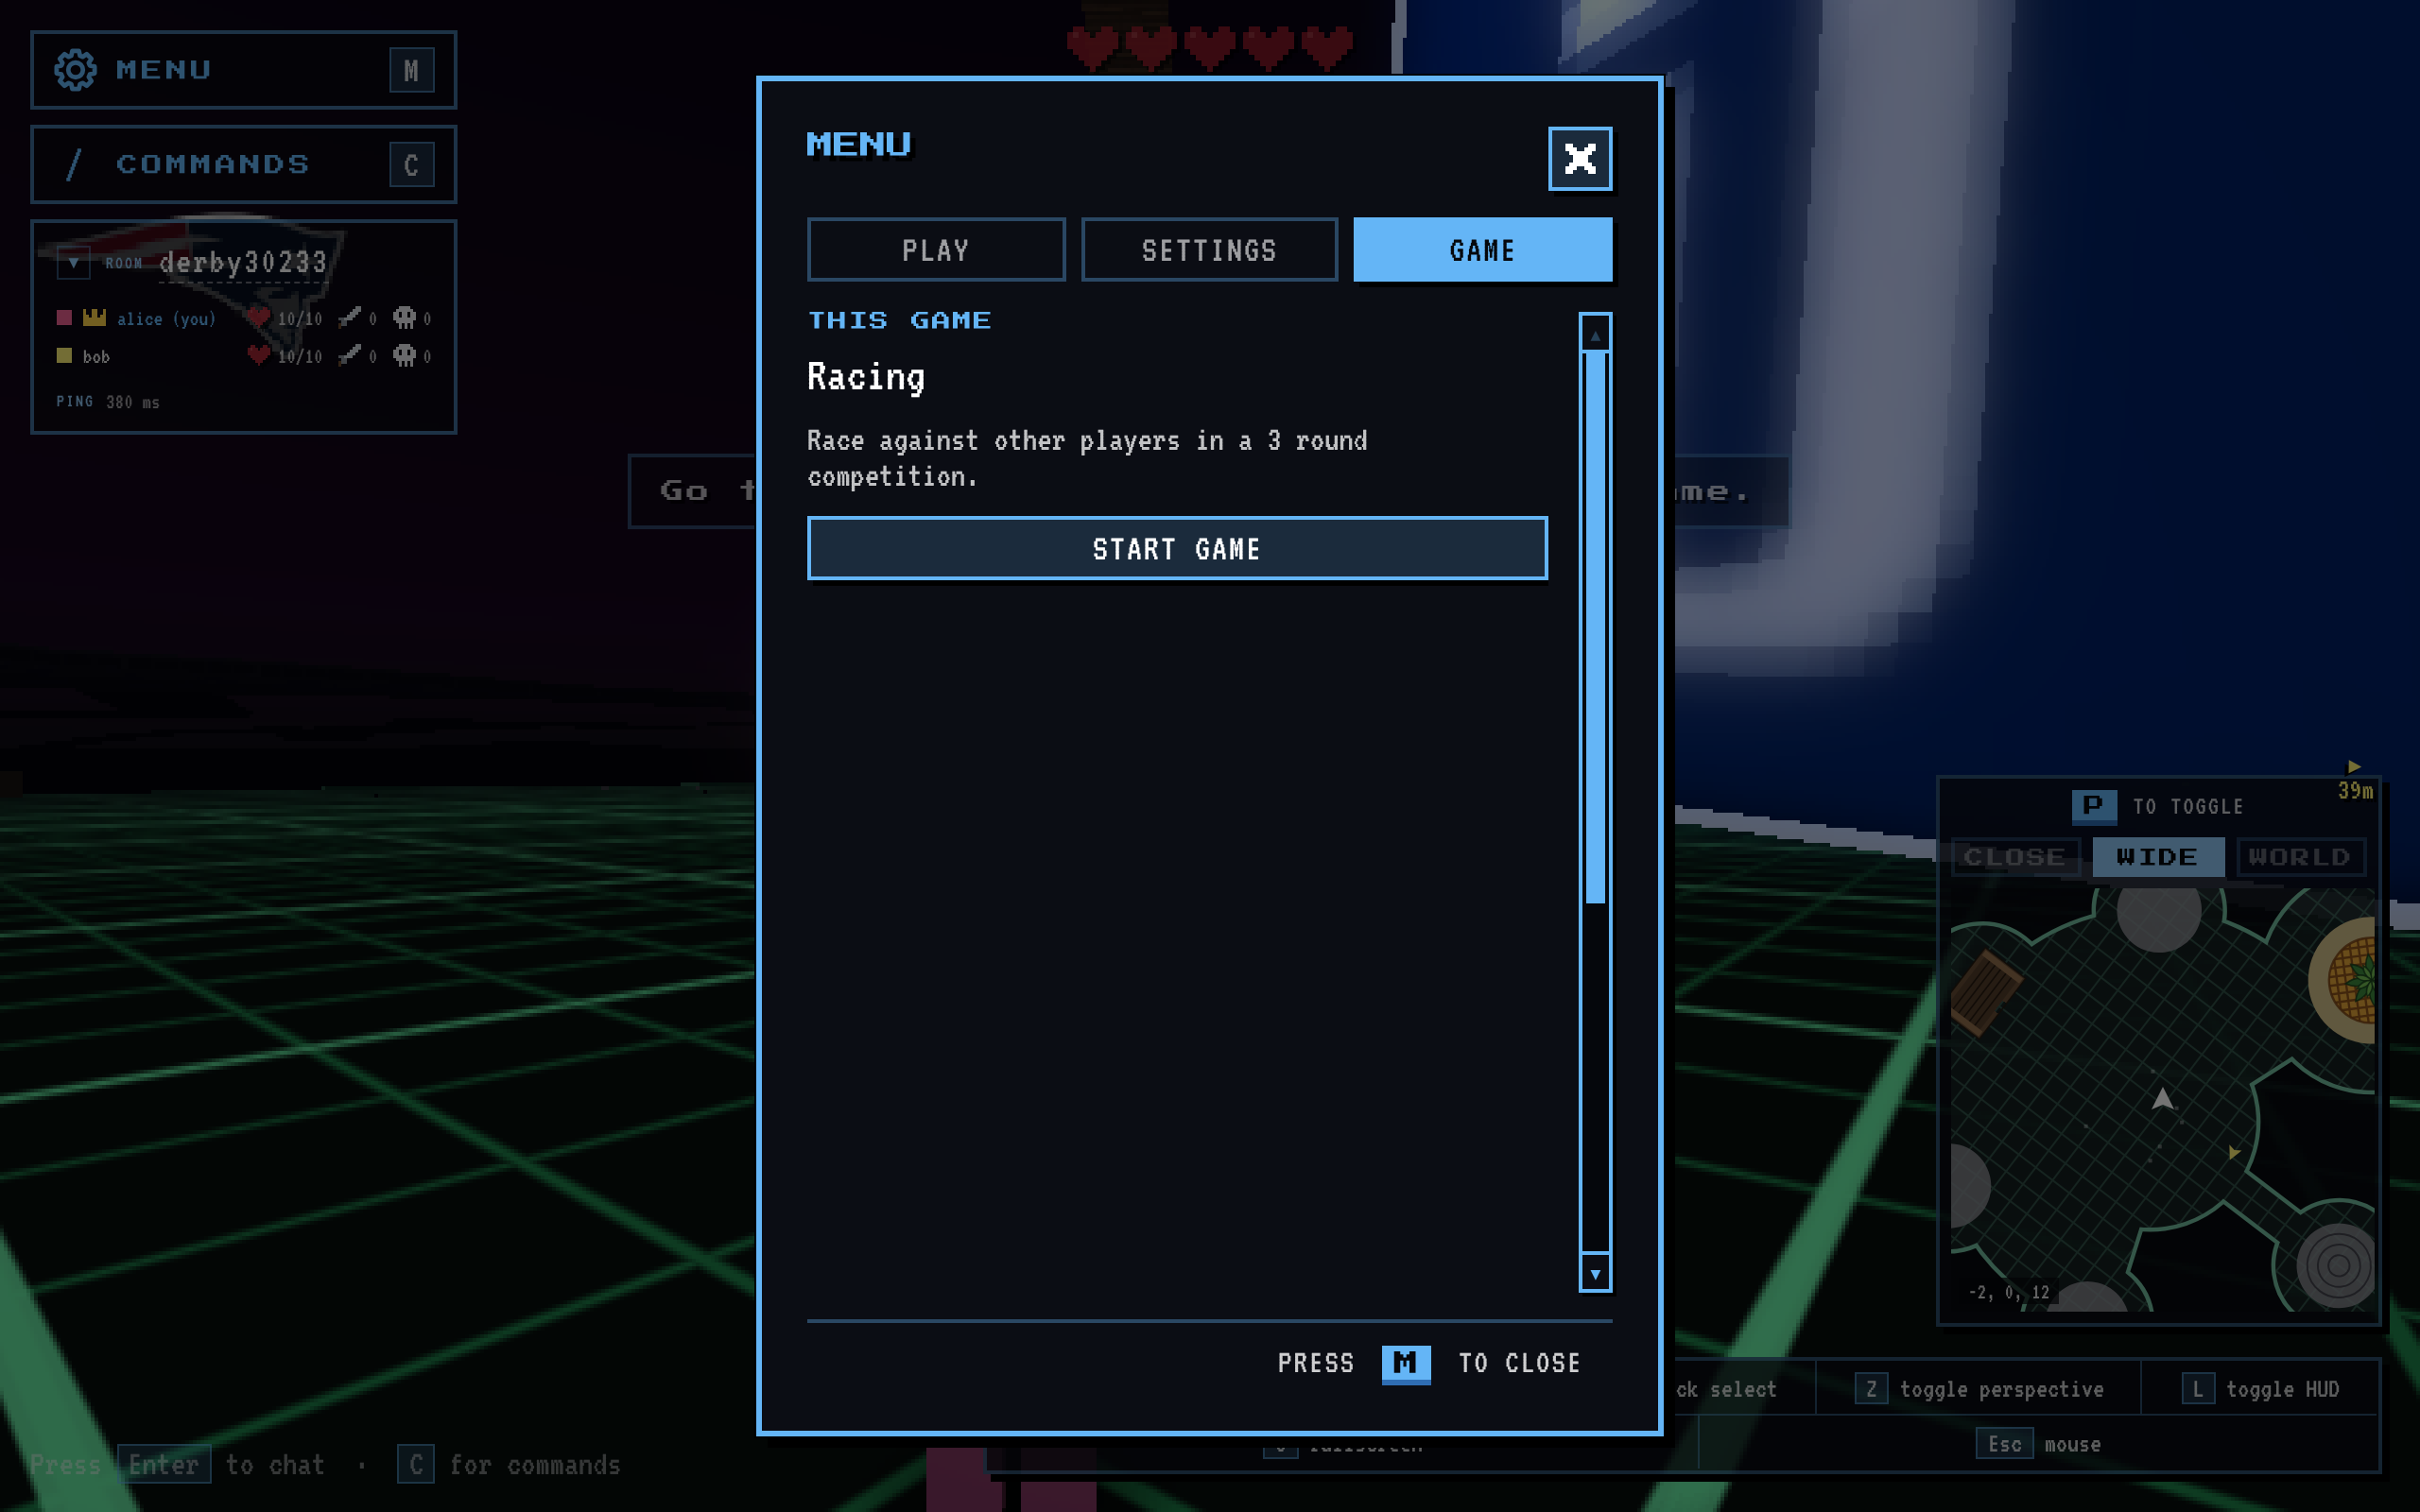 MENU M
/ COMMANDS C
ROOM derby30233
alice (you) 10/10 0 0
bob 10/10 0 0
PING 380 ms
Go
MENU
PLAY SETTINGS GAME
THIS GAME
Racing
Race against other players in a 3 round
competition.
START GAME
PRESS M TO CLOSE
39m
P TO TOGGLE
CLOSE WIDE WORLD
-2, 0, 12
select Z toggle perspective L toggle HUD
Esc mouse
Press Enter to chat · C for commands